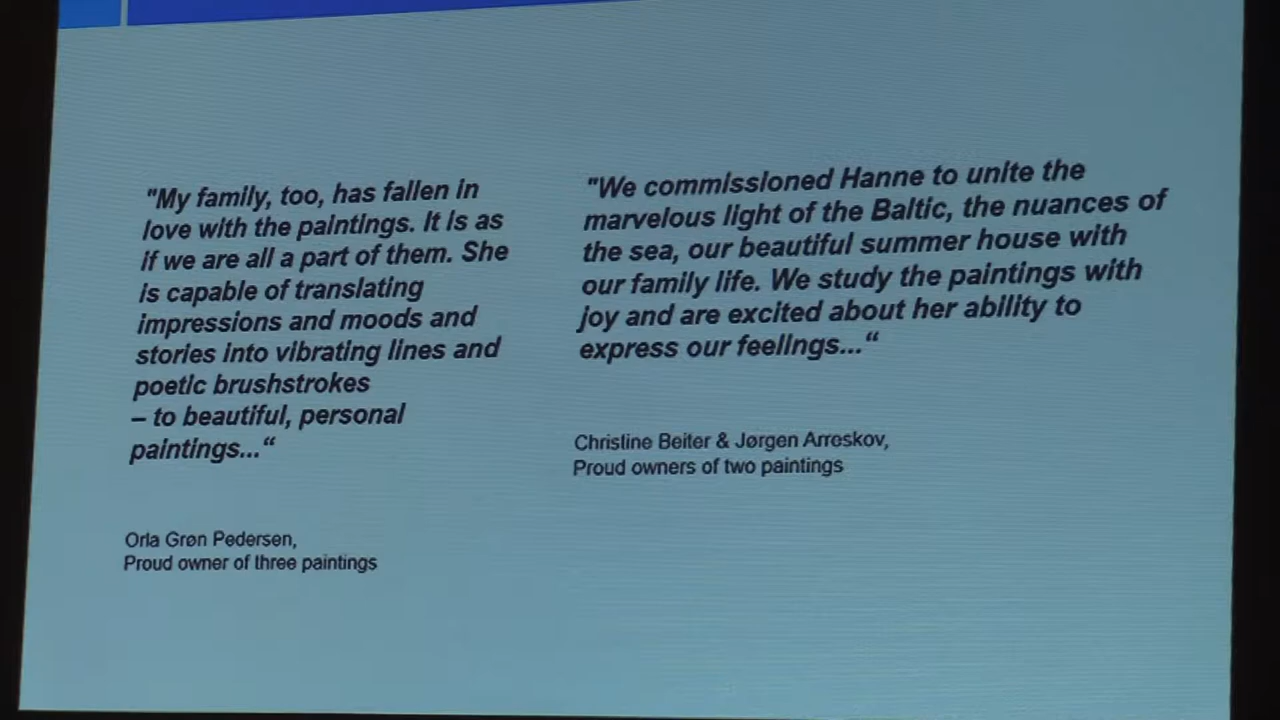 "My family, too, has fallen in
love with the paintings. It is as
if we are all a part of them. She
is capable of translating
impressions and moods and
stories into vibrating lines and
poetic brushstrokes
– to beautiful, personal
paintings...“
Orla Grøn Pedersen,
Proud owner of three paintings
"We commissioned Hanne to unite the
marvelous light of the Baltic, the nuances of
the sea, our beautiful summer house with
our family life. We study the paintings with
joy and are excited about her ability to
express our feelings...“
Christine Beiter & Jørgen Arreskov,
Proud owners of two paintings